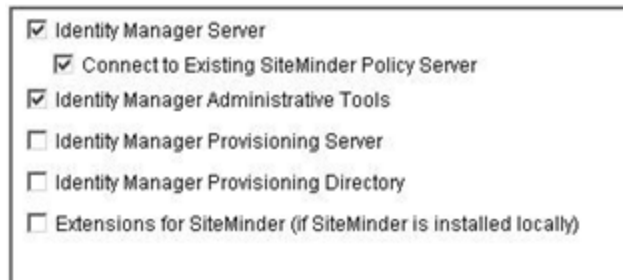 Identity Manager Server
Connect to Existing SiteMinder Policy Server
Identity Manager Administrative Tools
Identity Manager Provisioning Server
Identity Manager Provisioning Directory
Extensions for SiteMinder (if SiteMinder is installed locally)